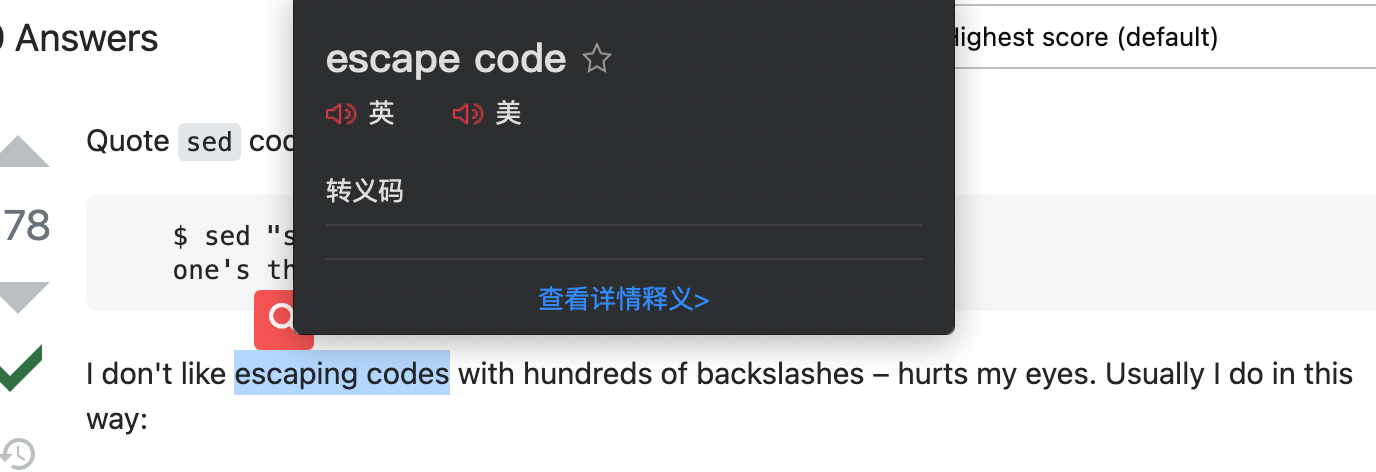 Answers
escape code
Highest score (default)
英 美
Quote sed
转义码
78
$ sed "s
one's th
查看详情释义>
I don't like escaping codes with hundreds of backslashes – hurts my eyes. Usually I do in this
way: